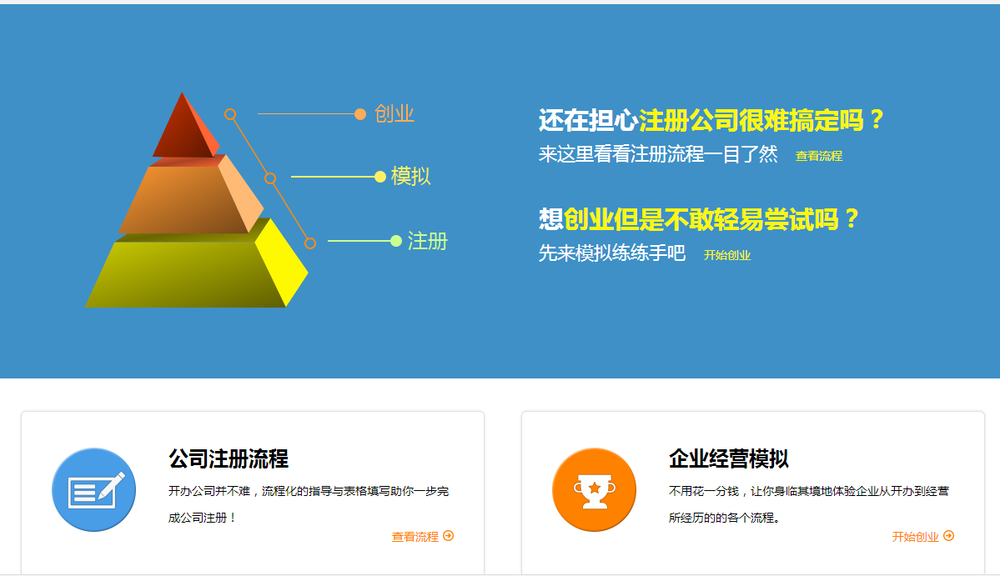 创业
模拟
注册
还在担心注册公司很难搞定吗？
来这里看看注册流程一目了然 查看流程
想创业但是不敢轻易尝试吗？
先来模拟练练手吧 开始创业
公司注册流程
开办公司并不难，流程化的指导与表格填写助你一步完
成公司注册！
查看流程
企业经营模拟
不用花一分钱，让你身临其境地体验企业从开办到经营
所经历的的各个流程。
开始创业